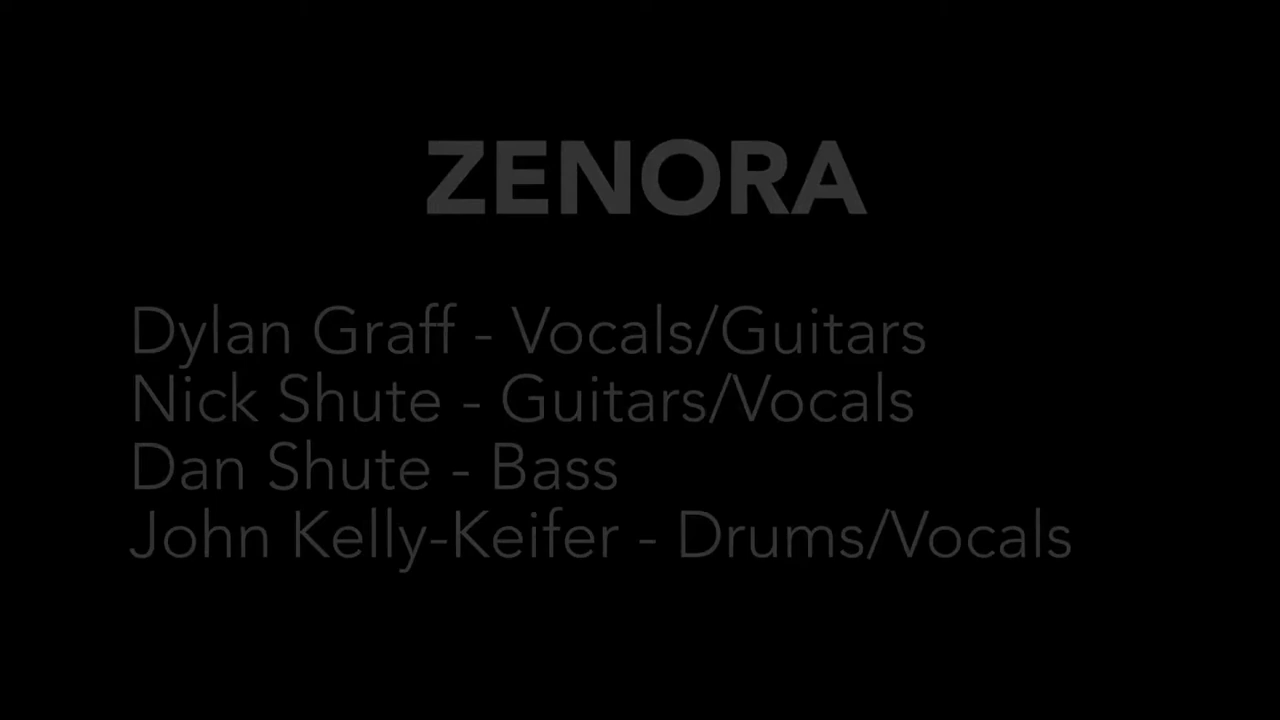 ZENORA
Dylan Graff - Vocals/Guitars
Nick Shute - Guitars/Vocals
Dan Shute - Bass
John Kelly-Keifer - Drums/Vocals